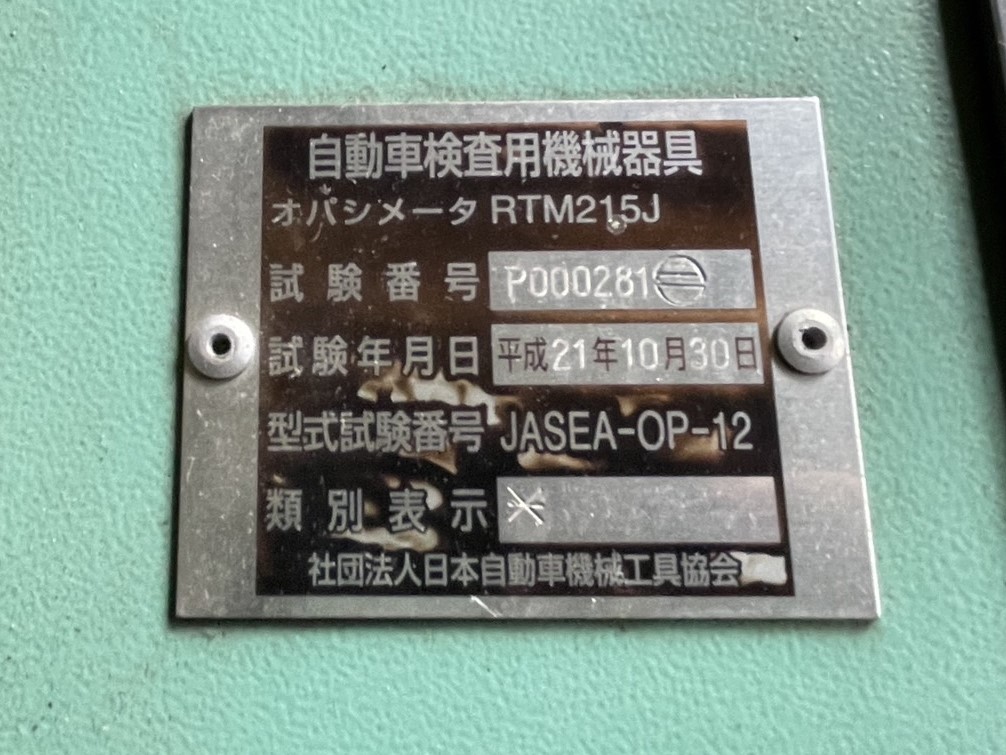 自動車検査用機械器具
オパシメータ RTM215J
試験番号 P000281
試験年月日 平成21年10月30日
型式試験番号 JASEA-OP-12
類別表示 *
社団法人日本自動車機械工具協会